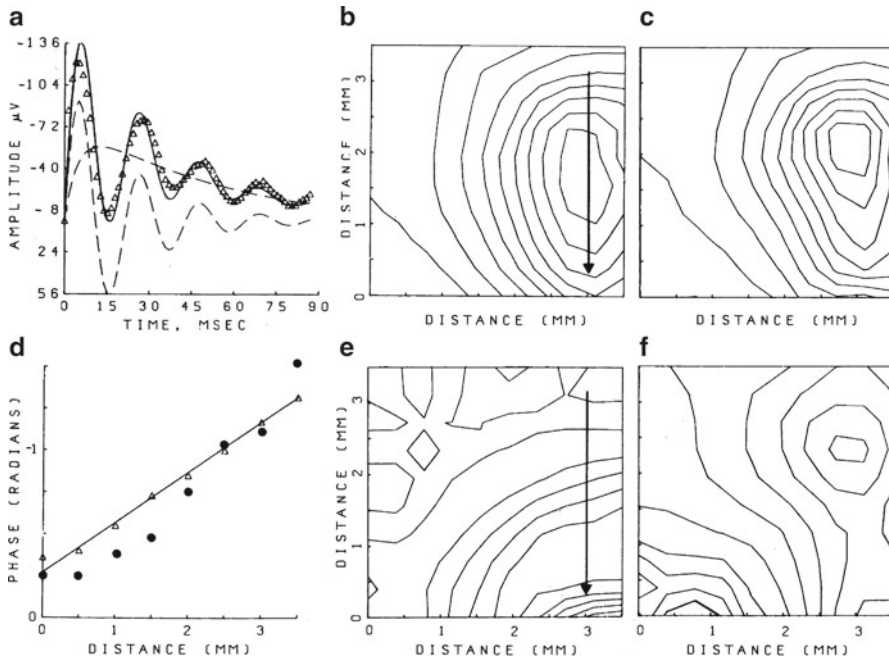 a
-136
-104
-72
-40
-8
24
56
AMPLITUDE µV
0 15 30 45 60 75 90
TIME, MSEC
b
3
2
1
0
DISTANCE (MM)
DISTANCE (MM)
c
DISTANCE (MM)
d
-1
0
PHASE (RADIANS)
0 1 2 3
DISTANCE (MM)
e
3
2
1
0
DISTANCE (MM)
0 1 2 3
DISTANCE (MM)
f
0 1 2 3
DISTANCE (MM)